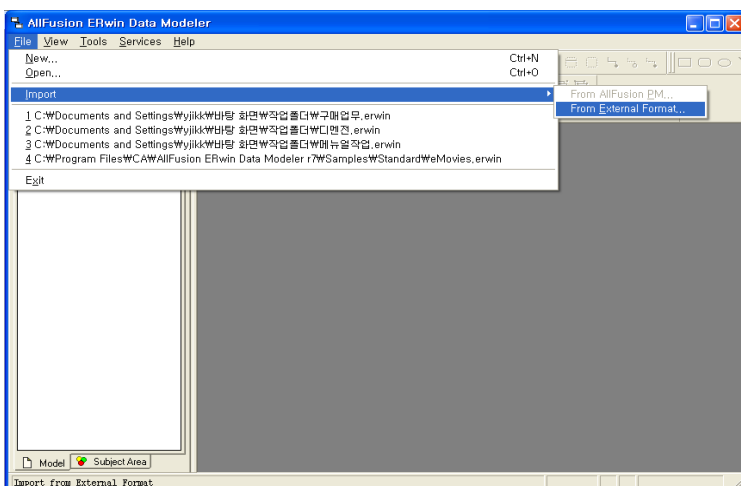 AllFusion ERwin Data Modeler
File View Tools Services Help
New... Ctrl+N
Open... Ctrl+O
Import
From AllFusion PM...
From External Format...
1 C:₩Documents and Settings₩yjikk₩바탕 화면₩작업폴더₩구매업무.erwin
2 C:₩Documents and Settings₩yjikk₩바탕 화면₩작업폴더₩디멘젼.erwin
3 C:₩Documents and Settings₩yjikk₩바탕 화면₩작업폴더₩메뉴얼작업.erwin
4 C:₩Program Files₩CA₩AllFusion ERwin Data Modeler r7₩Samples₩Standard₩eMovies.erwin
Exit
Model Subject Area
Import from External Format